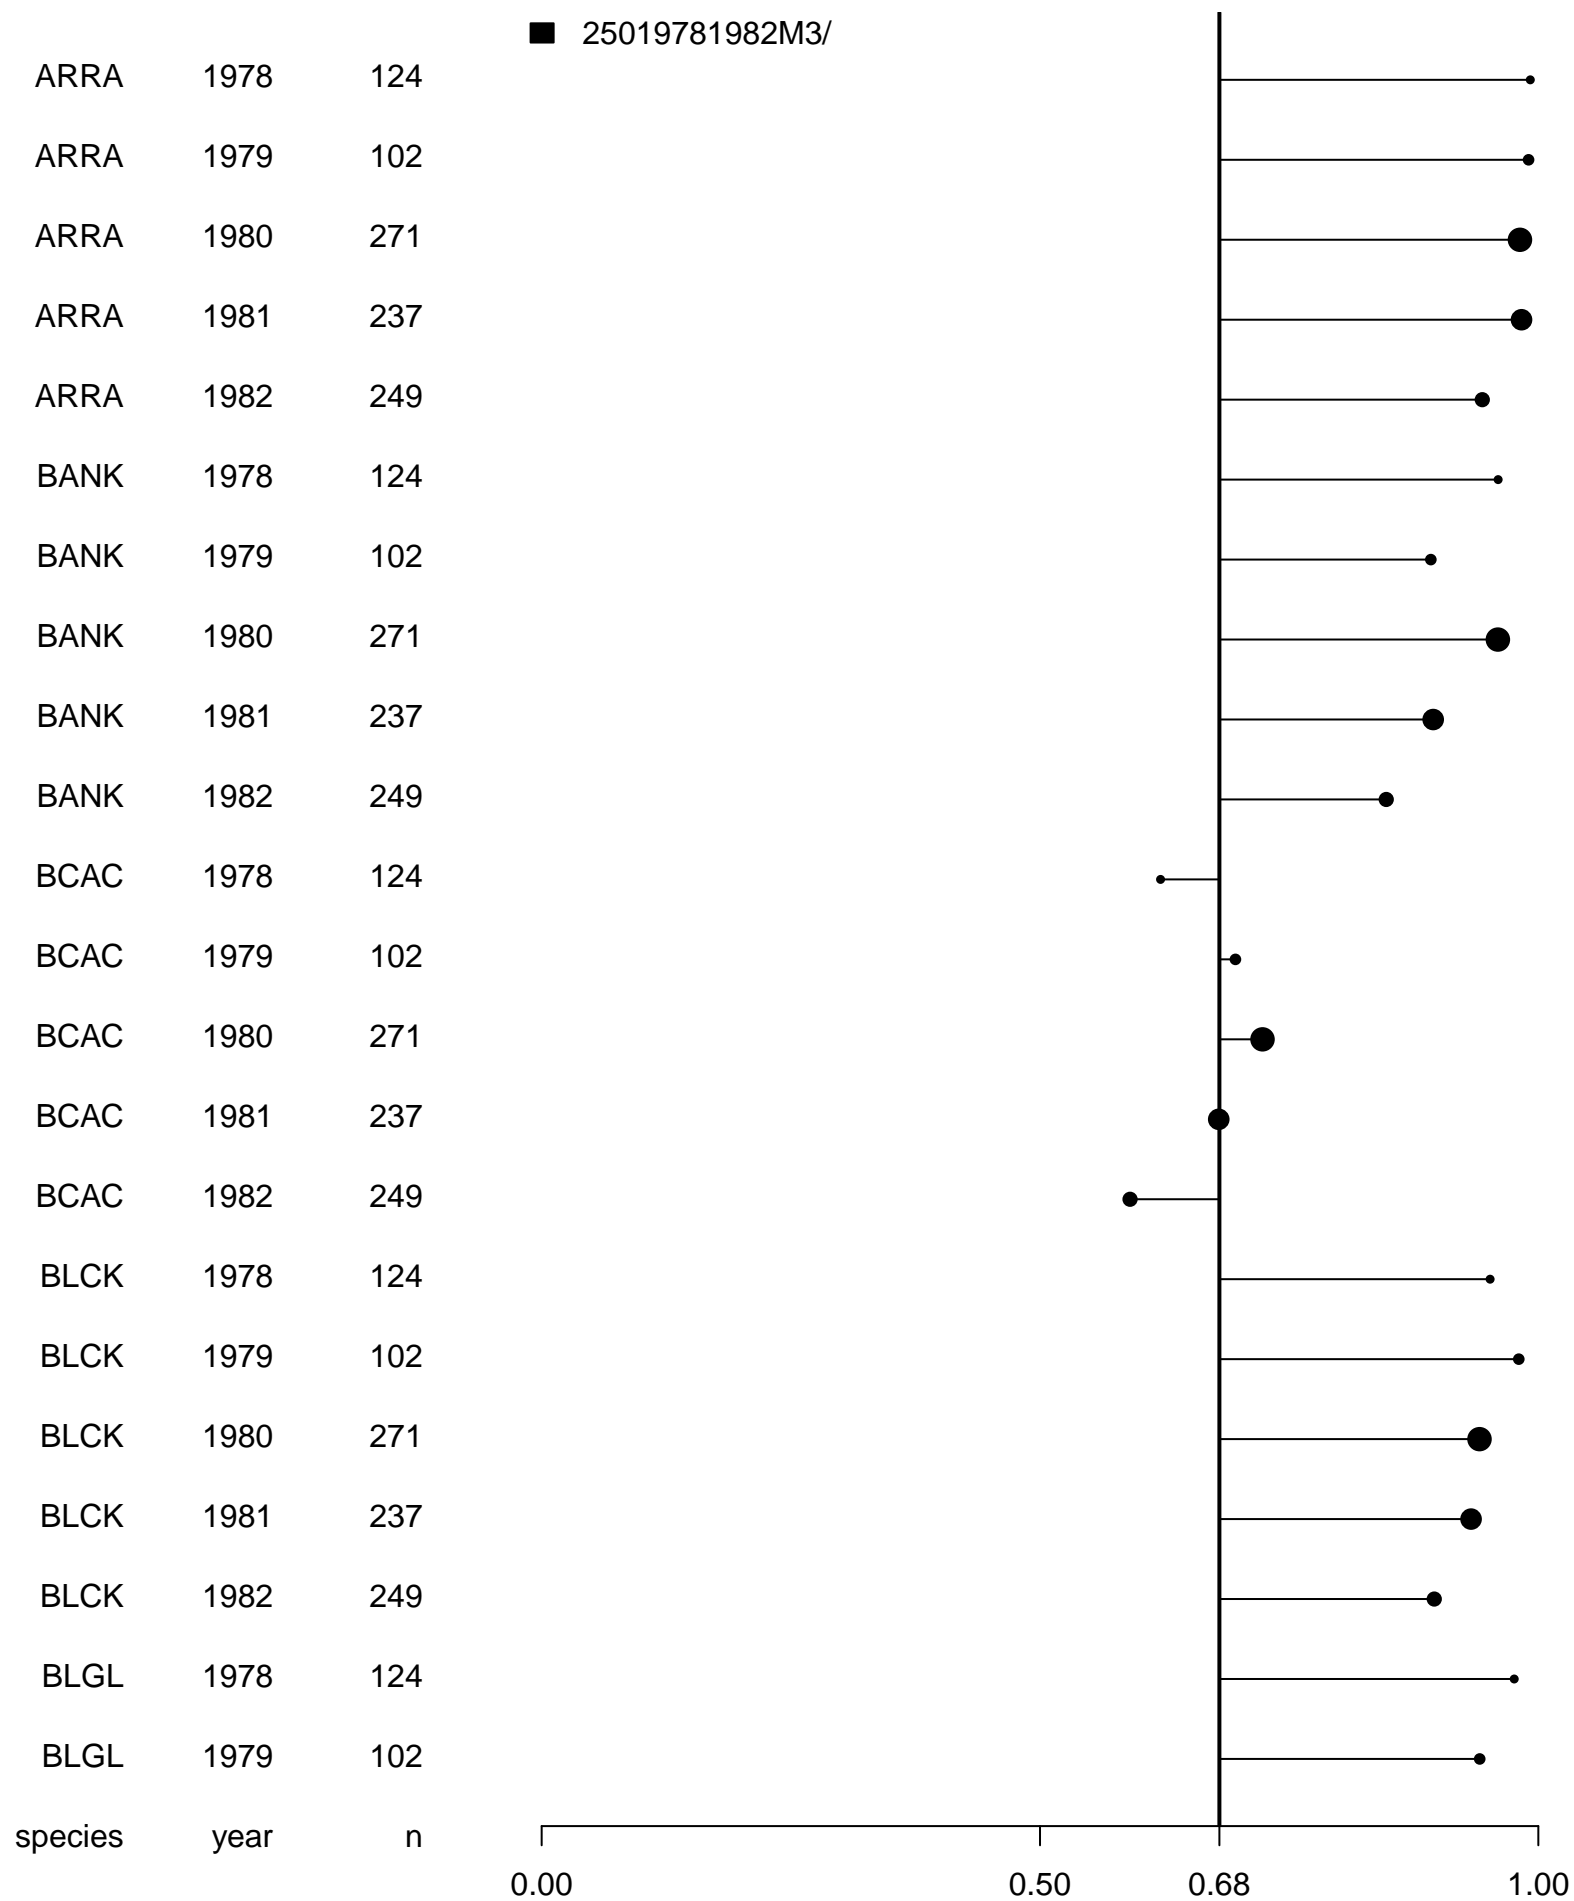 25019781982M3/
ARRA 1978 124
ARRA 1979 102
ARRA 1980 271
ARRA 1981 237
ARRA 1982 249
BANK 1978 124
BANK 1979 102
BANK 1980 271
BANK 1981 237
BANK 1982 249
BCAC 1978 124
BCAC 1979 102
BCAC 1980 271
BCAC 1981 237
BCAC 1982 249
BLCK 1978 124
BLCK 1979 102
BLCK 1980 271
BLCK 1981 237
BLCK 1982 249
BLGL 1978 124
BLGL 1979 102
species year n
0.00 0.50 0.68 1.00